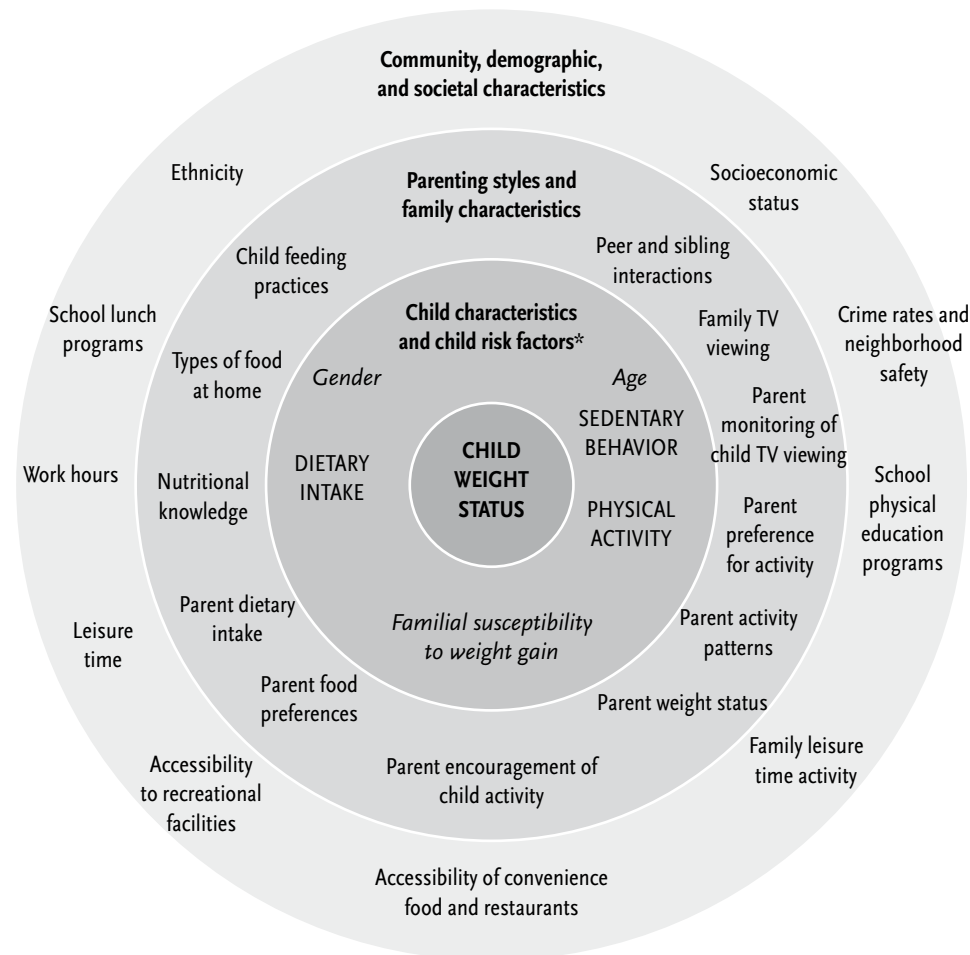 Community, demographic,
and societal characteristics
Ethnicity
Socioeconomic
status
Parenting styles and
family characteristics
Child feeding
practices
Peer and sibling
interactions
School lunch
programs
Child characteristics
and child risk factors*
Family TV
viewing
Crime rates and
neighborhood
safety
Types of food
at home
Gender
Age
Parent
monitoring of
child TV viewing
SEDENTARY
BEHAVIOR
CHILD
WEIGHT
STATUS
DIETARY
INTAKE
Work hours
Nutritional
knowledge
PHYSICAL
ACTIVITY
Parent
preference
for activity
School
physical
education
programs
Parent dietary
intake
Familial susceptibility
to weight gain
Parent activity
patterns
Leisure
time
Parent food
preferences
Parent weight status
Accessibility
to recreational
facilities
Parent encouragement of
child activity
Family leisure
time activity
Accessibility of convenience
food and restaurants